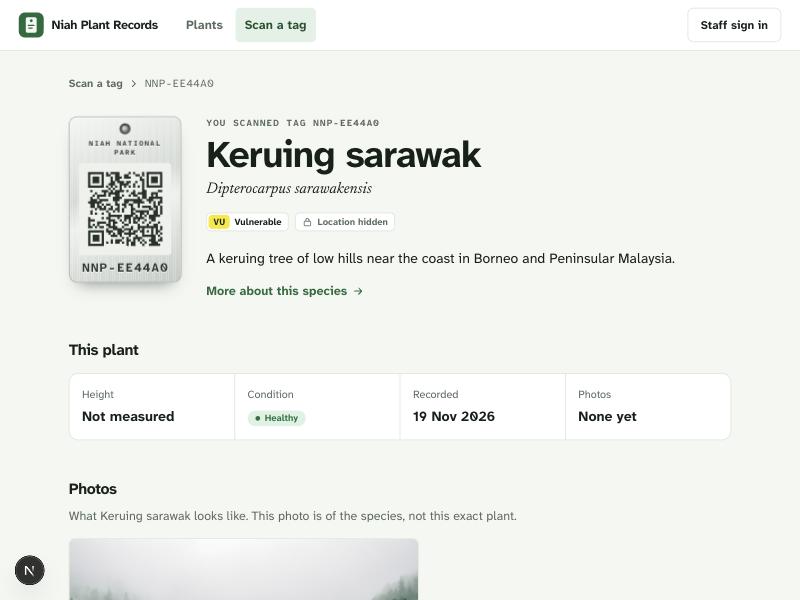 Niah Plant Records
Plants
Scan a tag
Staff sign in
Scan a tag > NNP-EE44A0
NIAH NATIONAL
PARK
NNP-EE44A0
YOU SCANNED TAG NNP-EE44A0
Keruing sarawak
Dipterocarpus sarawakensis
VU Vulnerable
Location hidden
A keruing tree of low hills near the coast in Borneo and Peninsular Malaysia.
More about this species →
This plant
Height
Not measured
Condition
Healthy
Recorded
19 Nov 2026
Photos
None yet
Photos
What Keruing sarawak looks like. This photo is of the species, not this exact plant.
N